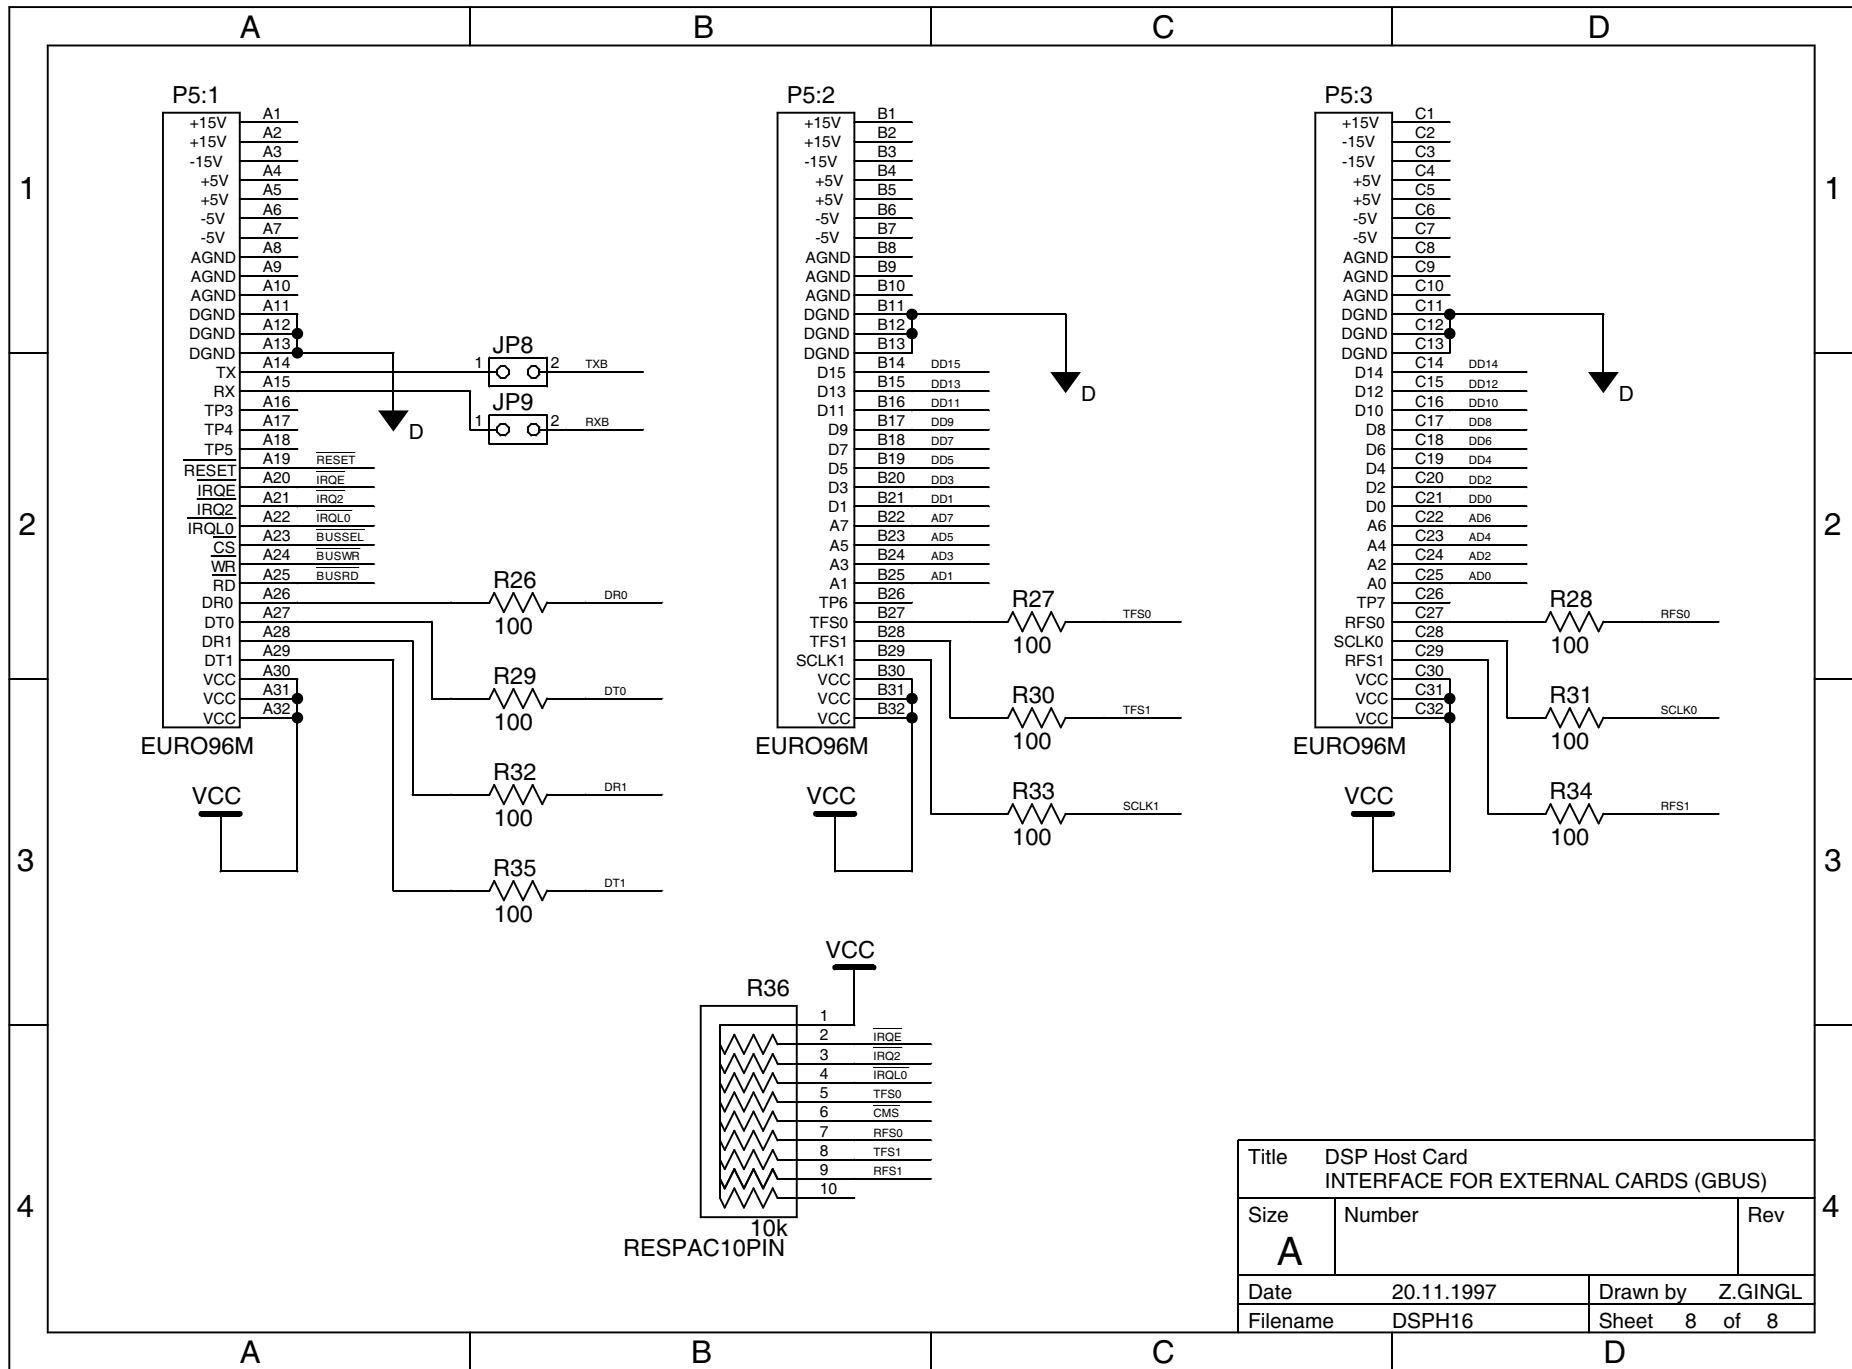 A B C D
1 1
2 2
3 3
4 4
P5:1
+15V A1
+15V A2
-15V A3
+5V A4
+5V A5
-5V A6
-5V A7
AGND A8
AGND A9
AGND A10
DGND A11
DGND A12
DGND A13
TX A14
RX A15
TP3 A16
TP4 A17
TP5 A18
RESET A19 RESET
IRQE A20 IRQE
IRQ2 A21 IRQ2
IRQL0 A22 IRQL0
CS A23 BUSSEL
WR A24 BUSWR
RD A25 BUSRD
DR0 A26
DT0 A27
DR1 A28
DT1 A29
VCC A30
VCC A31
VCC A32
EURO96M
VCC
D
JP8
1 2 TXB
JP9
1 2 RXB
R26
100
DR0
R29
100
DT0
R32
100
DR1
R35
100
DT1
P5:2
+15V B1
+15V B2
-15V B3
+5V B4
+5V B5
-5V B6
-5V B7
AGND B8
AGND B9
AGND B10
DGND B11
DGND B12
DGND B13
D15 B14 DD15
D13 B15 DD13
D11 B16 DD11
D9 B17 DD9
D7 B18 DD7
D5 B19 DD5
D3 B20 DD3
D1 B21 DD1
A7 B22 AD7
A5 B23 AD5
A3 B24 AD3
A1 B25 AD1
TP6 B26
TFS0 B27
TFS1 B28
SCLK1 B29
VCC B30
VCC B31
VCC B32
EURO96M
VCC
D
R27
100
TFS0
R30
100
TFS1
R33
100
SCLK1
P5:3
+15V C1
-15V C2
-15V C3
+5V C4
+5V C5
-5V C6
-5V C7
AGND C8
AGND C9
AGND C10
DGND C11
DGND C12
DGND C13
D14 C14 DD14
D12 C15 DD12
D10 C16 DD10
D8 C17 DD8
D6 C18 DD6
D4 C19 DD4
D2 C20 DD2
D0 C21 DD0
A6 C22 AD6
A4 C23 AD4
A2 C24 AD2
A0 C25 AD0
TP7 C26
RFS0 C27
SCLK0 C28
RFS1 C29
VCC C30
VCC C31
VCC C32
EURO96M
VCC
D
R28
100
RFS0
R31
100
SCLK0
R34
100
RFS1
VCC
R36
1
2 IRQE
3 IRQ2
4 IRQL0
5 TFS0
6 CMS
7 RFS0
8 TFS1
9 RFS1
10
10k
RESPAC10PIN
Title DSP Host Card
INTERFACE FOR EXTERNAL CARDS (GBUS)
Size Number Rev
A
Date 20.11.1997 Drawn by Z.GINGL
Filename DSPH16 Sheet 8 of 8
A B C D